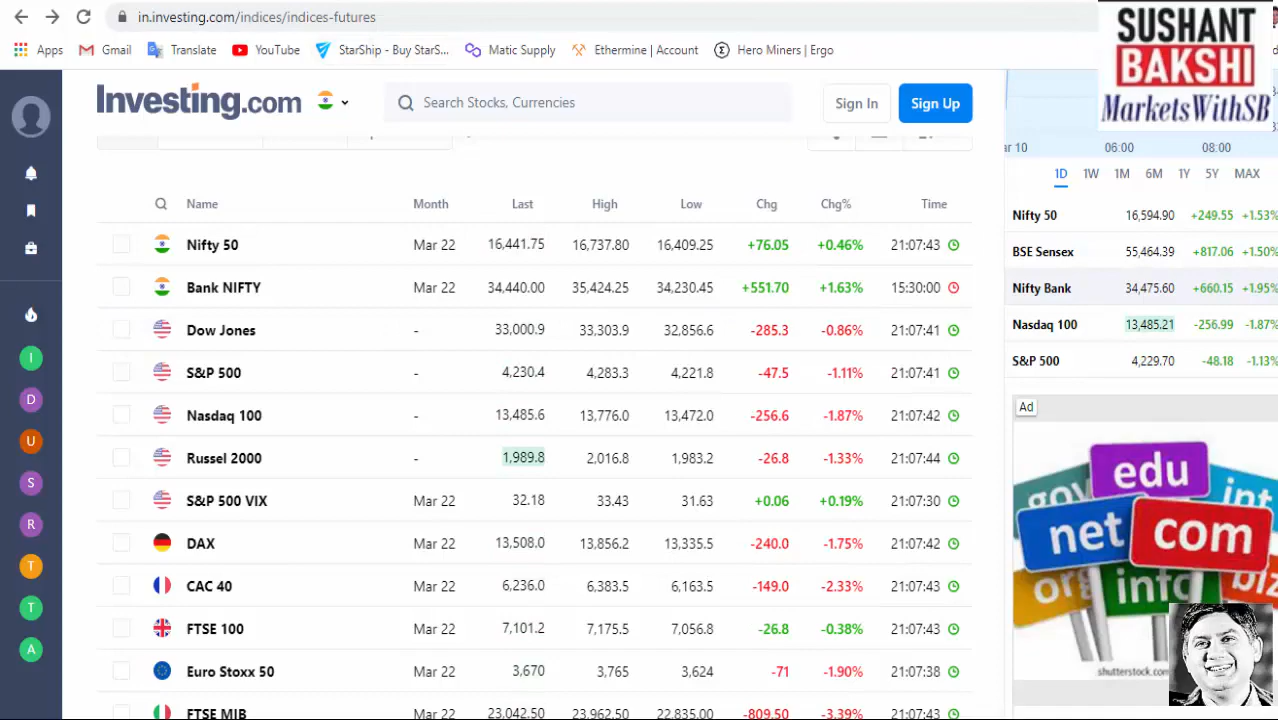 in.investing.com/indices/indices-futures
Apps Gmail Translate YouTube StarShip - Buy StarS... Matic Supply Ethermine | Account Hero Miners | Ergo
SUSHANT
BAKSHI
MarketsWithSB
Investing.com Search Stocks, Currencies Sign In Sign Up
06:00 08:00
1D 1W 1M 6M 1Y 5Y MAX
Name Month Last High Low Chg Chg% Time
Nifty 50 Mar 22 16,441.75 16,737.80 16,409.25 +76.05 +0.46% 21:07:43
Bank NIFTY Mar 22 34,440.00 35,424.25 34,230.45 +551.70 +1.63% 15:30:00
Dow Jones - 33,000.9 33,303.9 32,856.6 -285.3 -0.86% 21:07:41
S&P 500 - 4,230.4 4,283.3 4,221.8 -47.5 -1.11% 21:07:41
Nasdaq 100 - 13,485.6 13,776.0 13,472.0 -256.6 -1.87% 21:07:42
Russel 2000 - 1,989.8 2,016.8 1,983.2 -26.8 -1.33% 21:07:44
S&P 500 VIX Mar 22 32.18 33.43 31.63 +0.06 +0.19% 21:07:30
DAX Mar 22 13,508.0 13,856.2 13,335.5 -240.0 -1.75% 21:07:42
CAC 40 Mar 22 6,236.0 6,383.5 6,163.5 -149.0 -2.33% 21:07:43
FTSE 100 Mar 22 7,101.2 7,175.5 7,056.8 -26.8 -0.38% 21:07:43
Euro Stoxx 50 Mar 22 3,670 3,765 3,624 -71 -1.90% 21:07:38
FTSE MIB Mar 22 23,042.50 23,962.50 22,835.00 -809.50 -3.39% 21:07:43
Nifty 50 16,594.90 +249.55 +1.53%
BSE Sensex 55,464.39 +817.06 +1.50%
Nifty Bank 34,475.60 +660.15 +1.95%
Nasdaq 100 13,485.21 -256.99 -1.87%
S&P 500 4,229.70 -48.18 -1.13%
Ad
edu
gov int
net com
org info biz
shutterstock.com
I
D
U
S
R
T
T
A